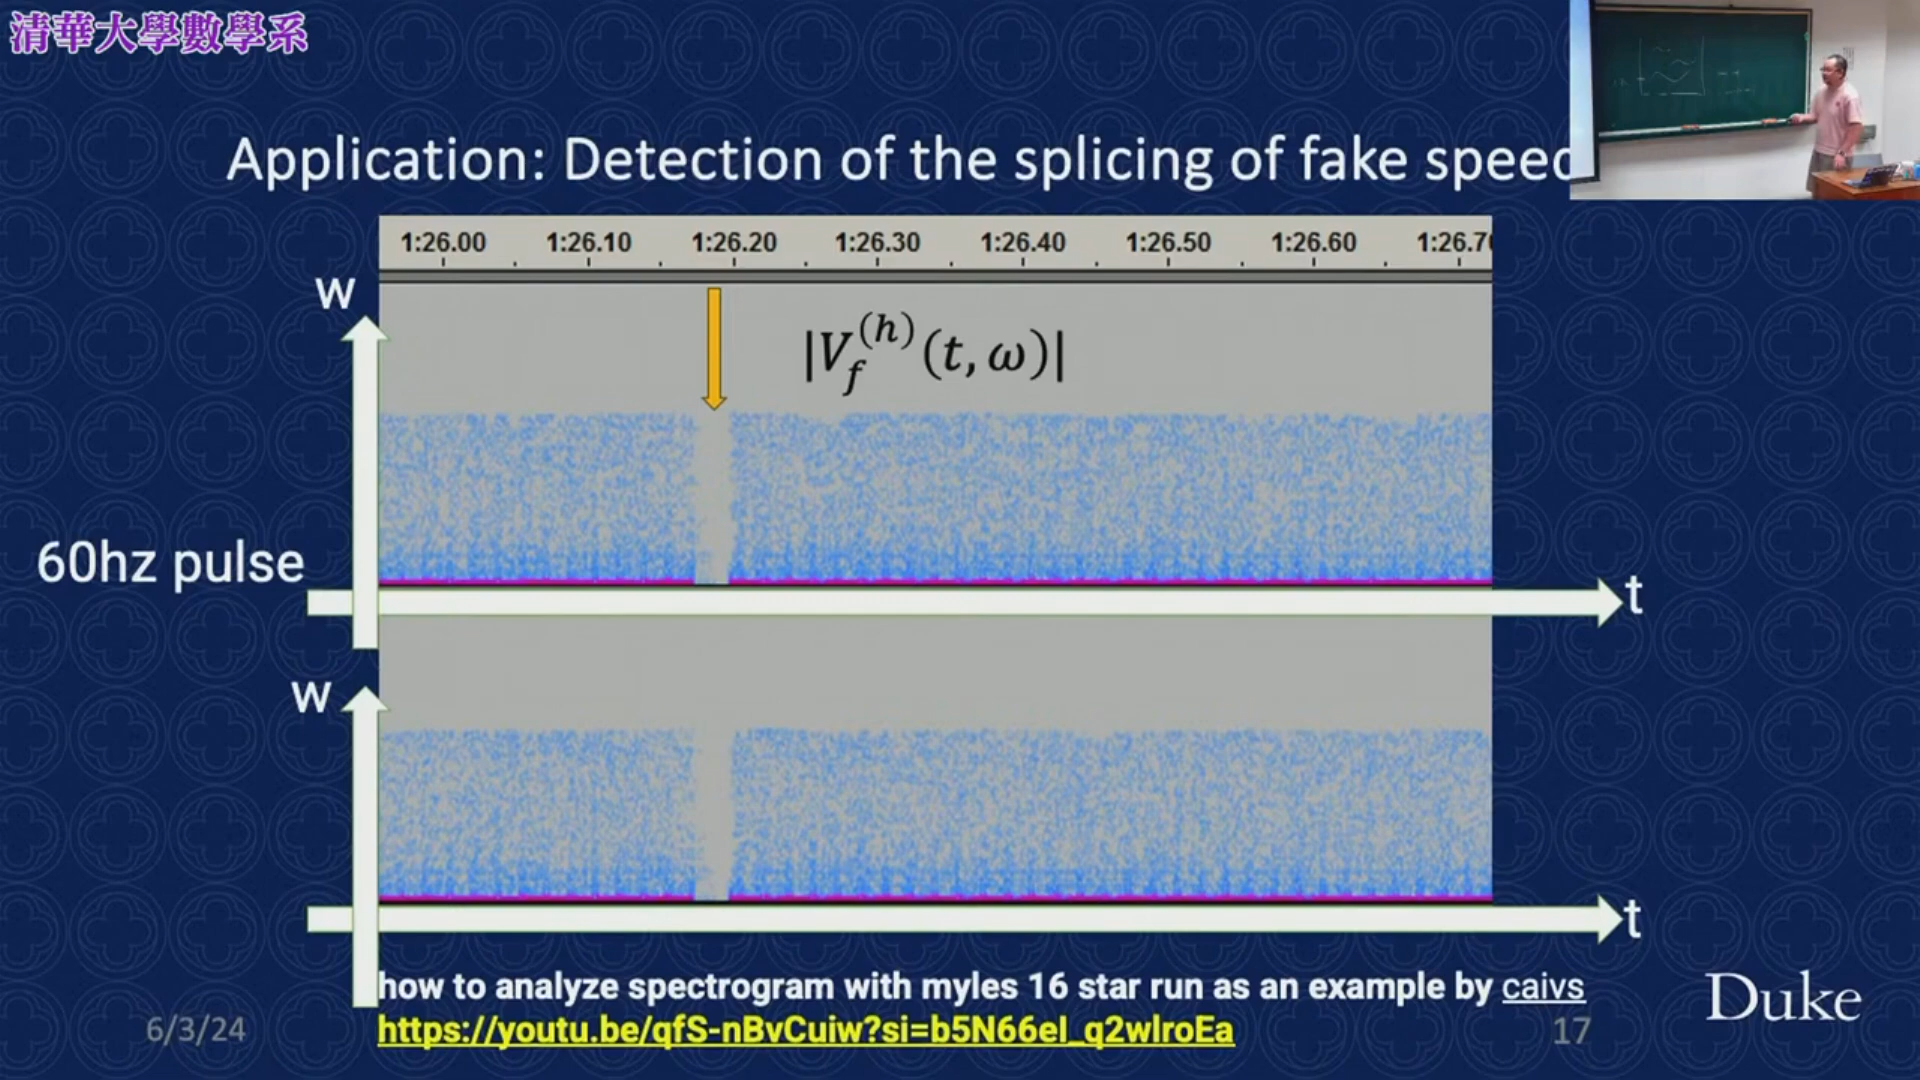 清華大學數學系
Application: Detection of the splicing of fake speed
1:26.00 1:26.10 1:26.20 1:26.30 1:26.40 1:26.50 1:26.60 1:26.70
w
|V_f^{(h)}(t, ω)|
60hz pulse
t
w
t
how to analyze spectrogram with myles 16 star run as an example by caivs
https://youtu.be/qfS-nBvCuiw?si=b5N66eI_q2wlroEa
6/3/24
17
Duke